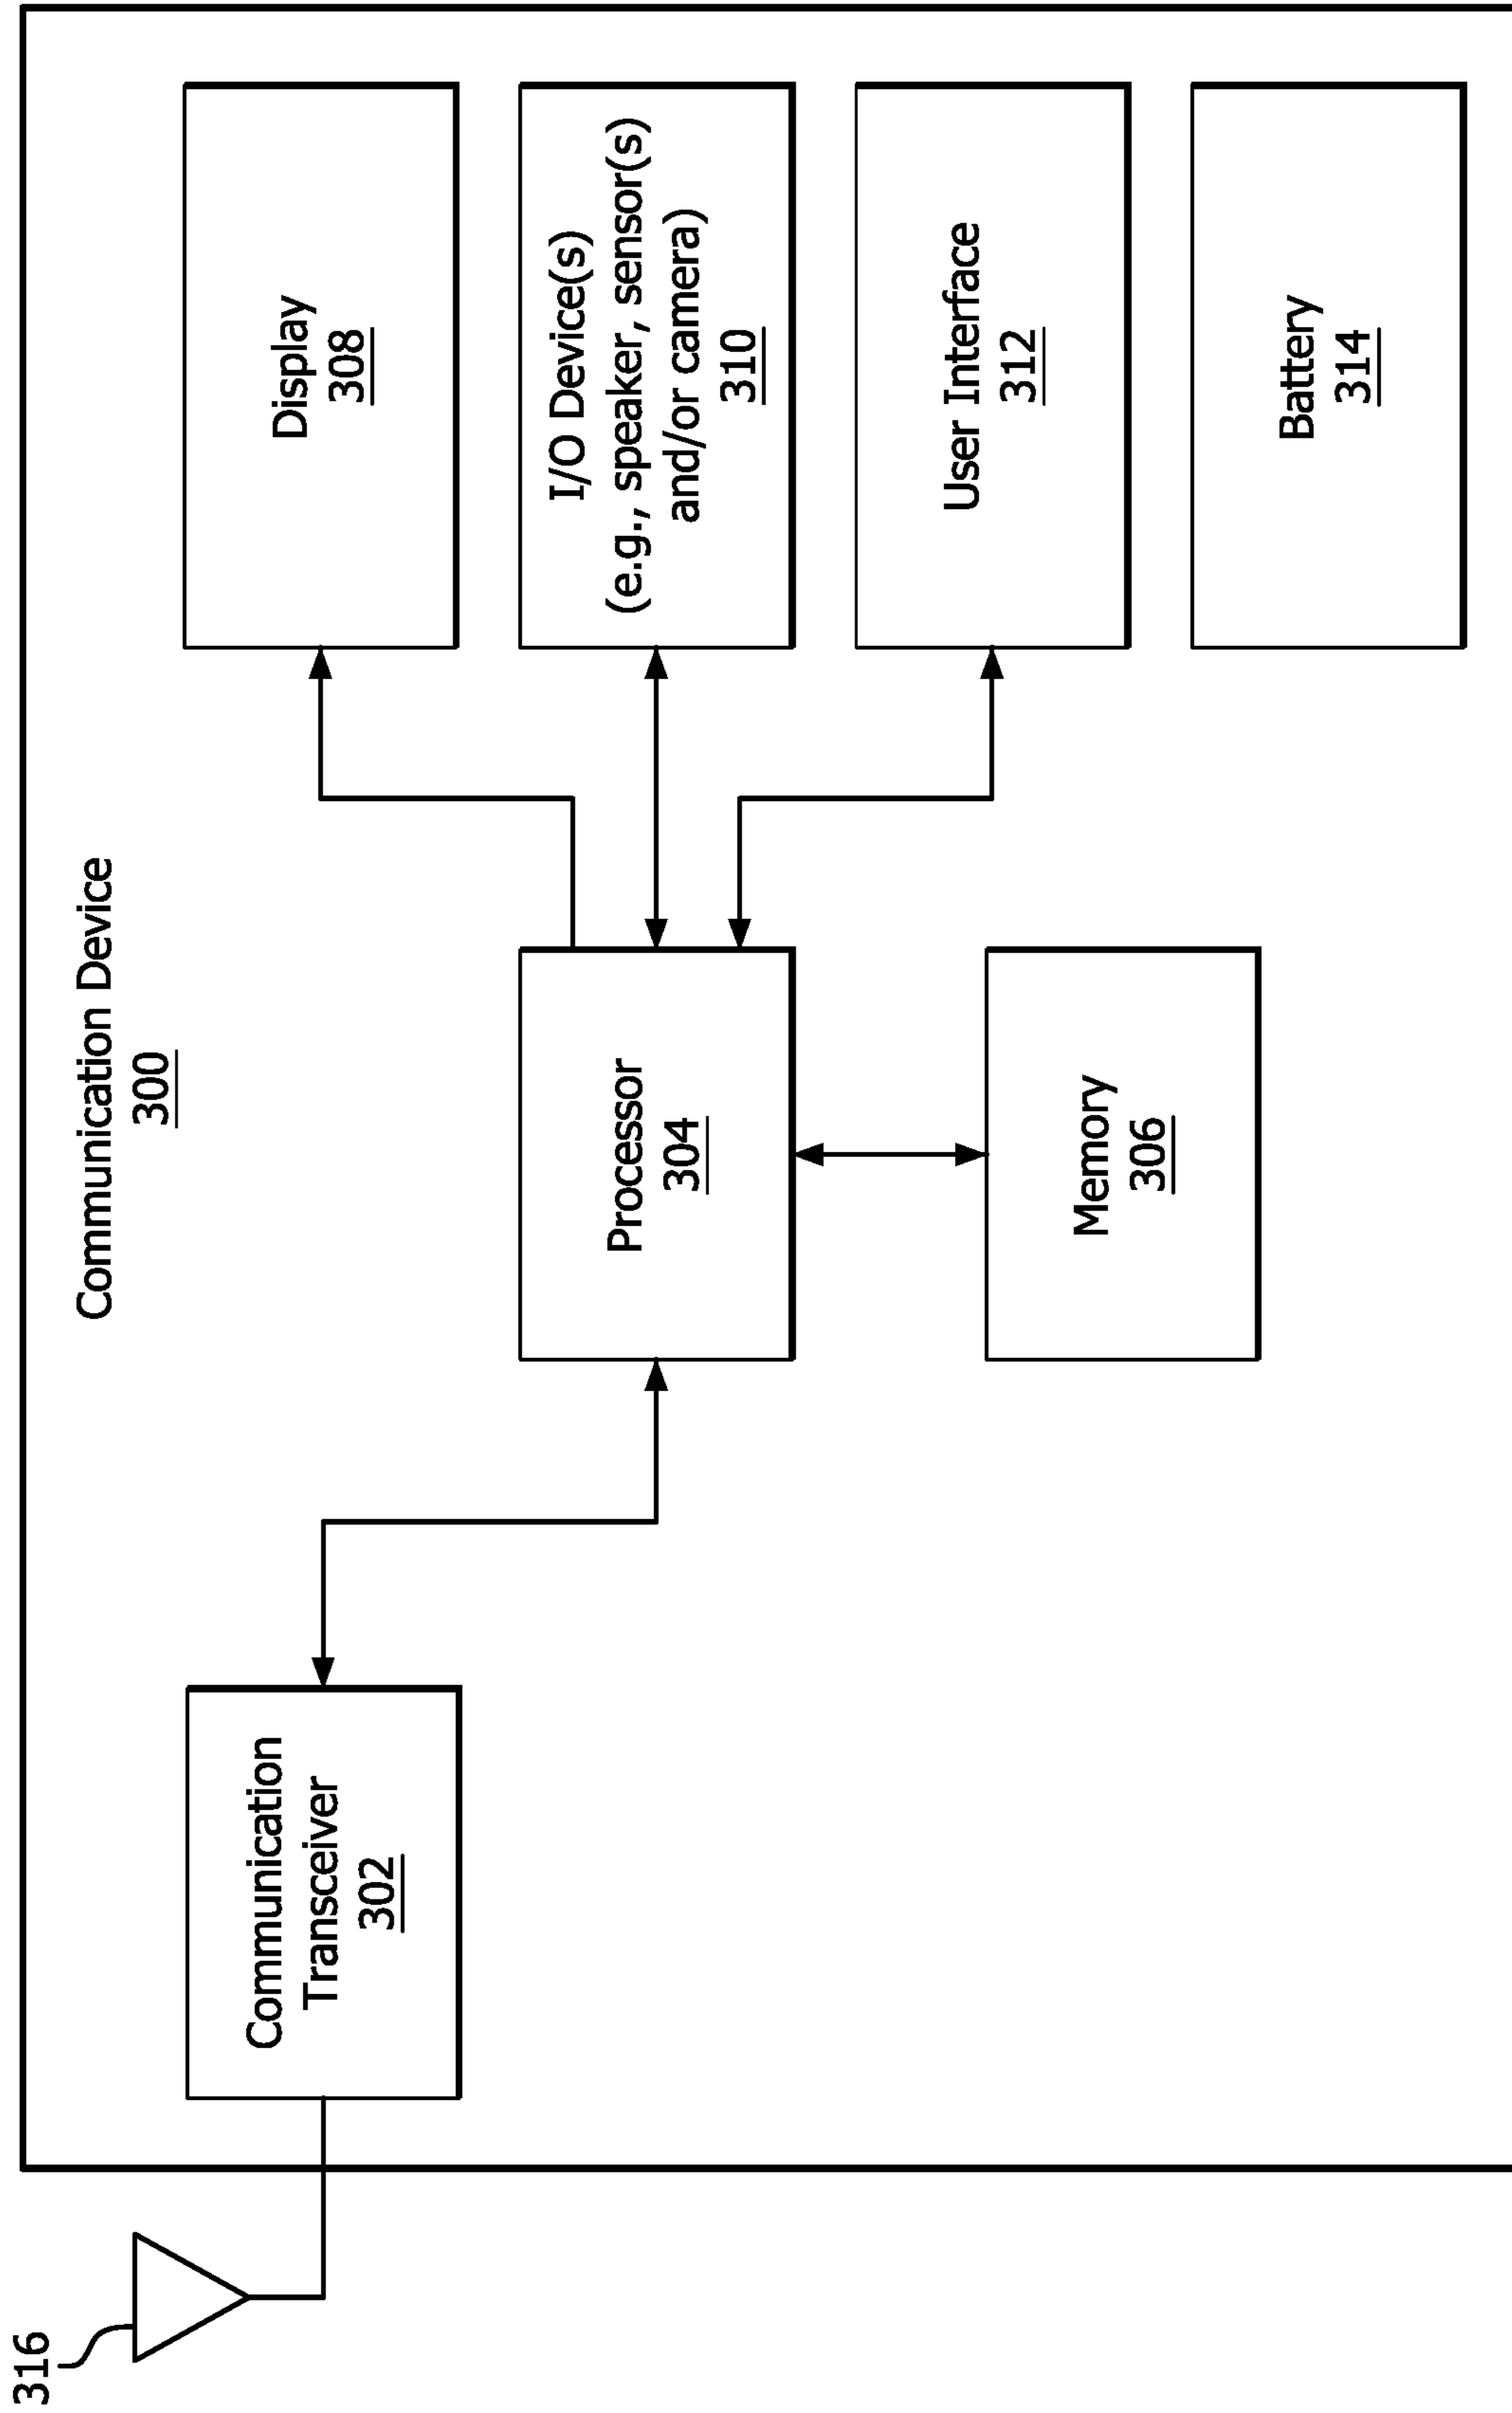 Communication Device
300
316
Communication
Transceiver
302
Processor
304
Memory
306
Display
308
I/O Device(s)
(e.g., speaker, sensor(s)
and/or camera)
310
User Interface
312
Battery
314